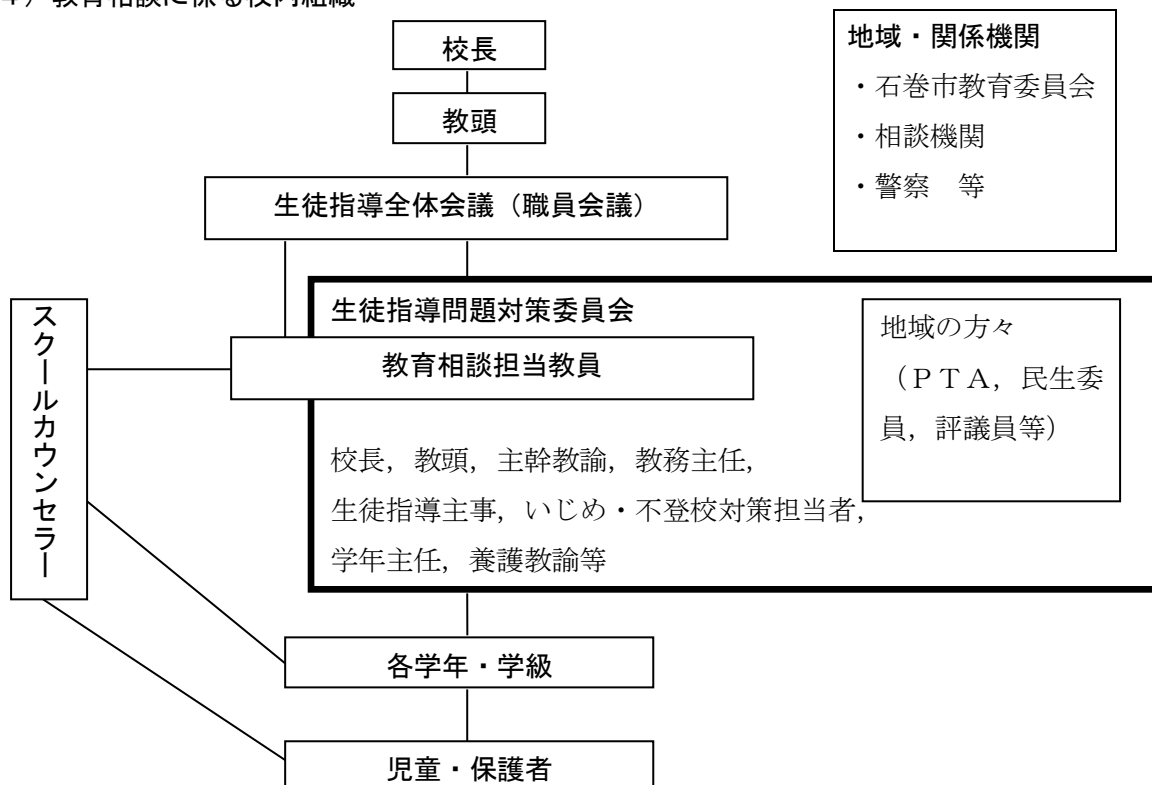 ４）教育相談に係る校内組織
校長
教頭
生徒指導全体会議（職員会議）
地域・関係機関
・石巻市教育委員会
・相談機関
・警察　等
スクールカウンセラー
生徒指導問題対策委員会
教育相談担当教員
校長，教頭，主幹教諭，教務主任，
生徒指導主事，いじめ・不登校対策担当者，
学年主任，養護教諭等
地域の方々
（ＰＴＡ，民生委
員，評議員等）
各学年・学級
児童・保護者